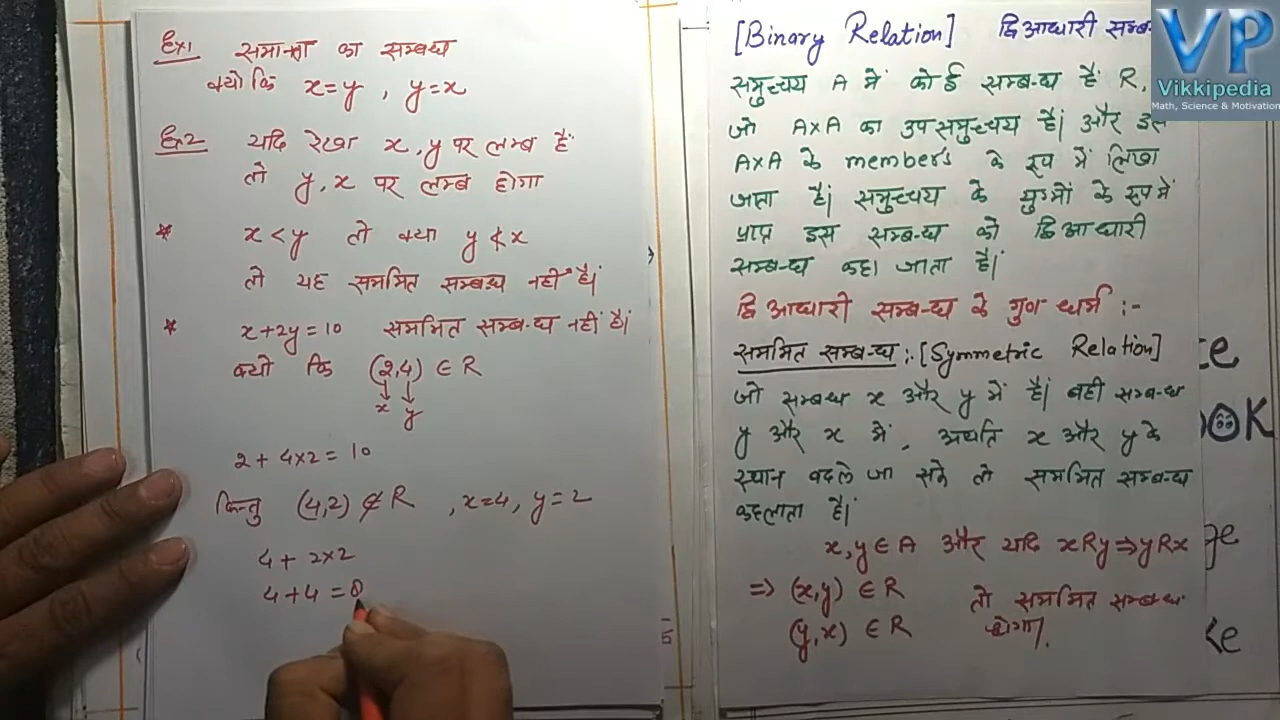 Ex1 समानता का सम्बन्ध
क्यो कि x=y , y=x
Ex2 यदि रेखा x, y पर लम्ब हैं
तो y, x पर लम्ब होगा
* x<y तो क्या y≮x
तो यह सममित सम्बन्ध नहीं है।
* x+2y=10 सममित सम्बन्ध नहीं है।
क्यो कि (2,4) ∈ R
x y
2 + 4×2 = 10
किन्तु (4,2) ∉ R , x=4, y=2
4 + 2×2
4+4 = 8
[Binary Relation] द्विआधारी सम्ब
समुच्चय A में कोई सम्बन्ध हैं R,
जो A×A का उपसमुच्चय है। और इस
A×A के member's के रूप में लिखा
जाता है। समुच्चय के युग्मों के रूप में
प्राप्त इस सम्बन्ध को द्विआधारी
सम्बन्ध कहा जाता है।
द्विआधारी सम्बन्ध के गुण धर्म :-
सममित सम्बन्ध : [Symmetric Relation]
जो सम्बन्ध x और y में है। वही सम्बन्ध
y और x में, अर्थात x और y के
स्थान बदले जा सके तो सममित सम्बन्ध
कहलाता है।
x,y ∈ A और यदि xRy ⇒ yRx
⇒ (x,y) ∈ R तो सममित सम्बन्ध
(y,x) ∈ R होगा।
VP
Vikkipedia
Math, Science & Motivation